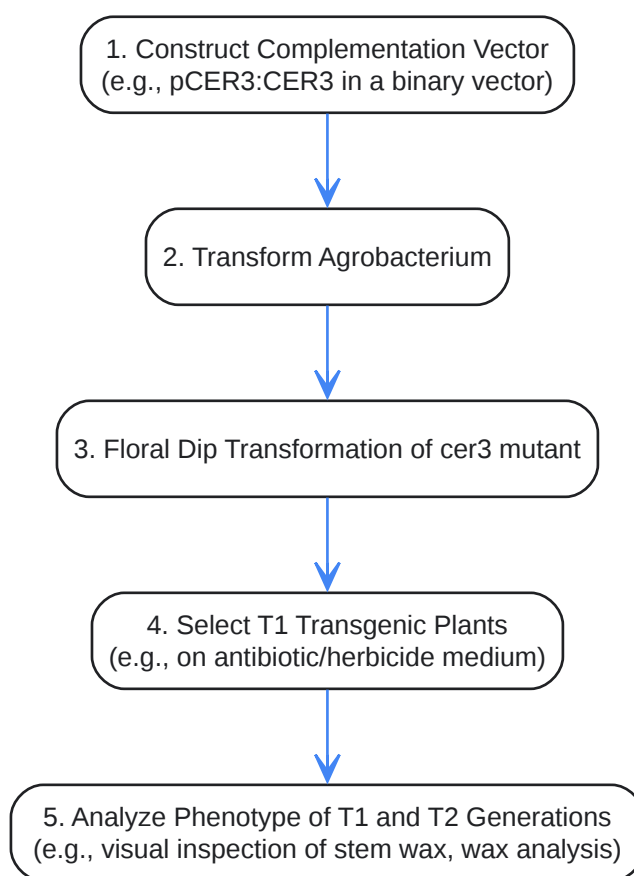 1. Construct Complementation Vector
(e.g., pCER3:CER3 in a binary vector)
2. Transform Agrobacterium
3. Floral Dip Transformation of cer3 mutant
4. Select T1 Transgenic Plants
(e.g., on antibiotic/herbicide medium)
5. Analyze Phenotype of T1 and T2 Generations
(e.g., visual inspection of stem wax, wax analysis)